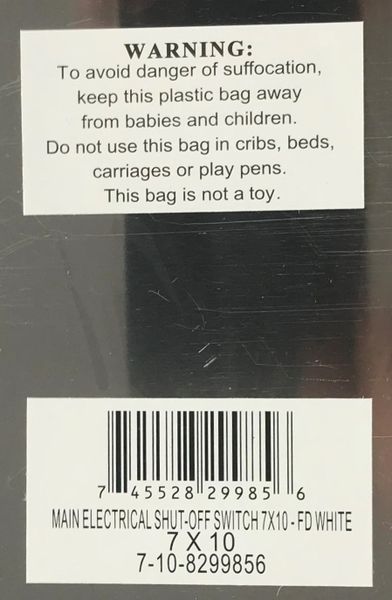 WARNING:
To avoid danger of suffocation,
keep this plastic bag away
from babies and children.
Do not use this bag in cribs, beds,
carriages or play pens.
This bag is not a toy.
7 45528 29985 6
MAIN ELECTRICAL SHUT-OFF SWITCH 7X10 - FD WHITE
7 X 10
7-10-8299856